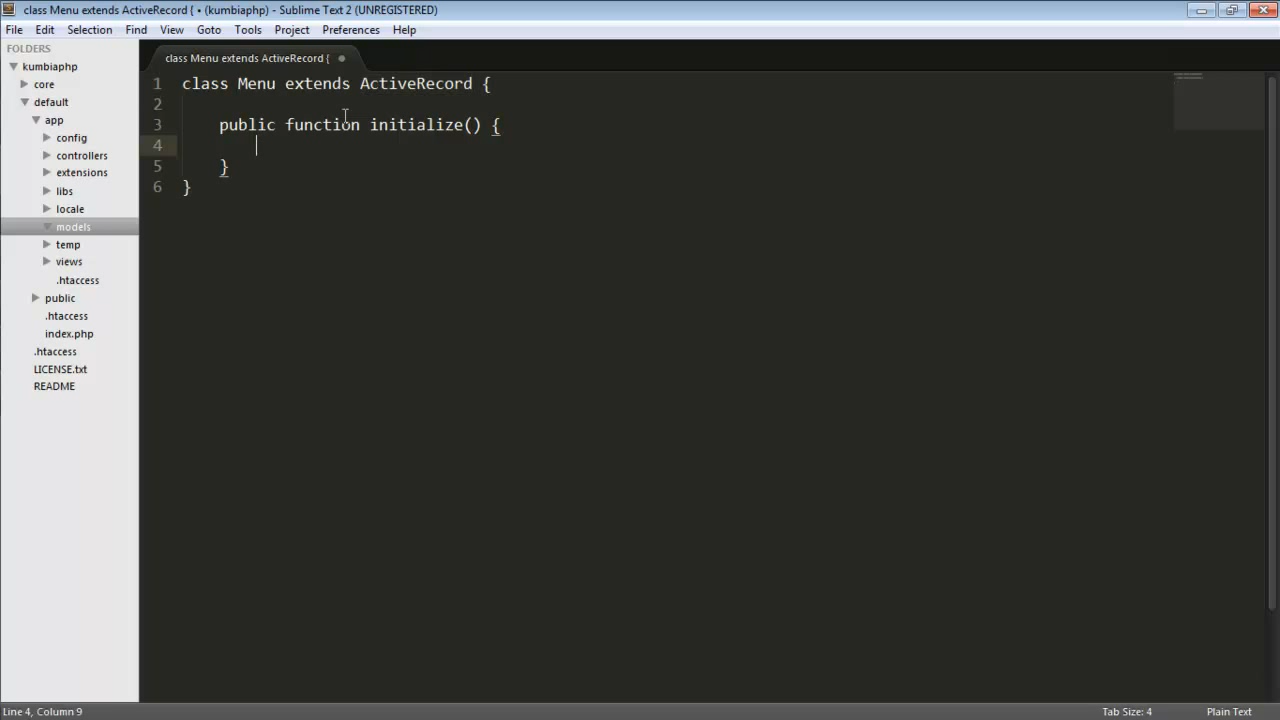 class Menu extends ActiveRecord { • (kumbiaphp) - Sublime Text 2 (UNREGISTERED)
File Edit Selection Find View Goto Tools Project Preferences Help
FOLDERS
kumbiaphp
core
default
app
config
controllers
extensions
libs
locale
models
temp
views
.htaccess
public
.htaccess
index.php
.htaccess
LICENSE.txt
README
class Menu extends ActiveRecord {
1 class Menu extends ActiveRecord {
2
3 public function initialize() {
4
5 }
6 }
Line 4, Column 9
Tab Size: 4
Plain Text